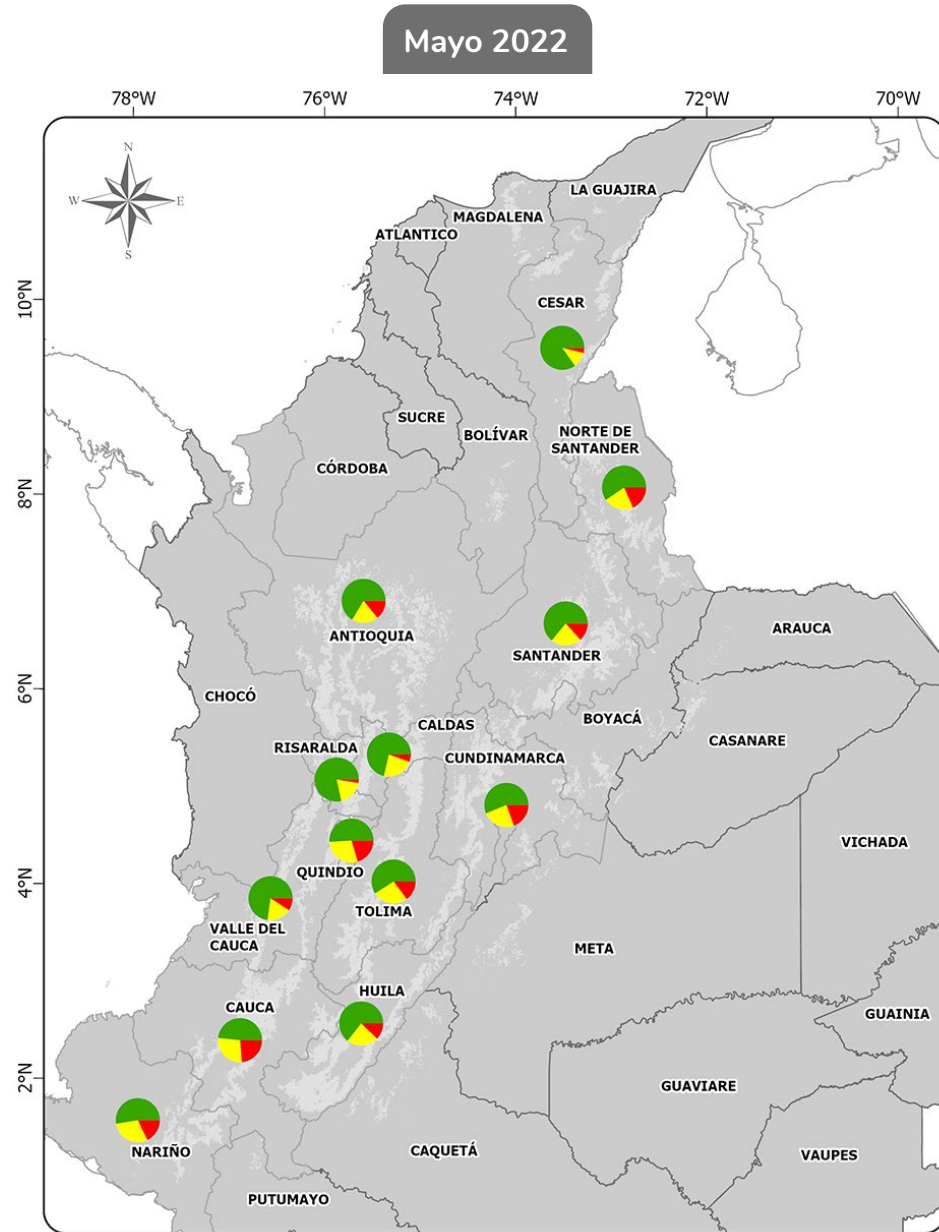 Mayo 2022
78°W
76°W
74°W
72°W
70°W
N
W
E
S
10°N
8°N
6°N
4°N
2°N
LA GUAJIRA
MAGDALENA
ATLANTICO
CESAR
SUCRE
BOLÍVAR
NORTE DE
SANTANDER
CÓRDOBA
ANTIOQUIA
SANTANDER
ARAUCA
CHOCÓ
CALDAS
BOYACÁ
RISARALDA
CUNDINAMARCA
CASANARE
VICHADA
QUINDIO
TOLIMA
VALLE DEL
CAUCA
META
HUILA
CAUCA
GUAINIA
GUAVIARE
NARIÑO
CAQUETÁ
VAUPES
PUTUMAYO